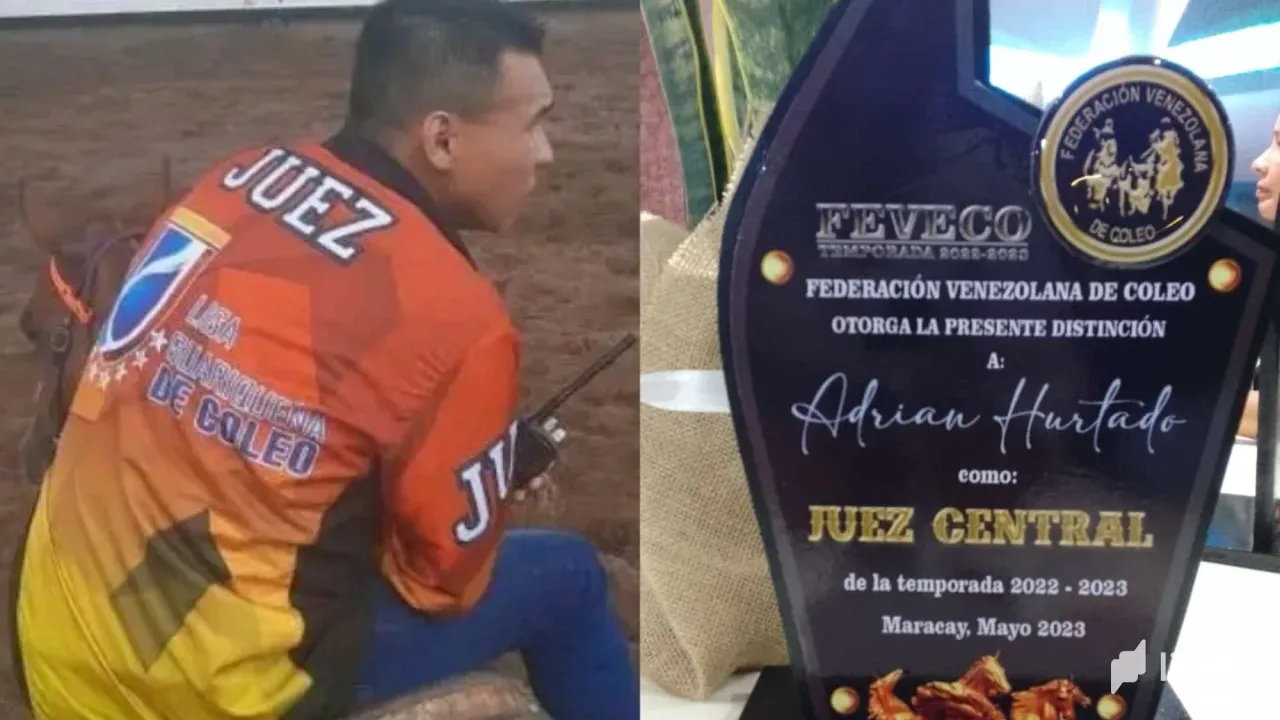 JUEZ
LIGA
GUARIQUEÑA
DE COLEO
FEDERACIÓN VENEZOLANA
DE COLEO
FEVECO
TEMPORADA 2022-2023
FEDERACIÓN VENEZOLANA DE COLEO
OTORGA LA PRESENTE DISTINCIÓN
A:
Adrian Hurtado
como:
JUEZ CENTRAL
de la temporada 2022 - 2023
Maracay, Mayo 2023